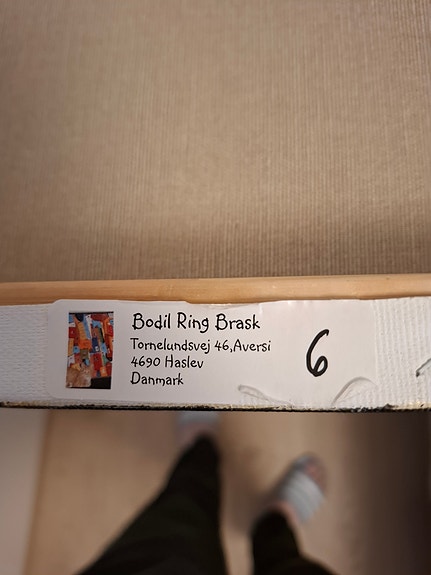 Bodil Ring Brask
Tornelundsvej 46,Aversi
4690 Haslev
Danmark
6